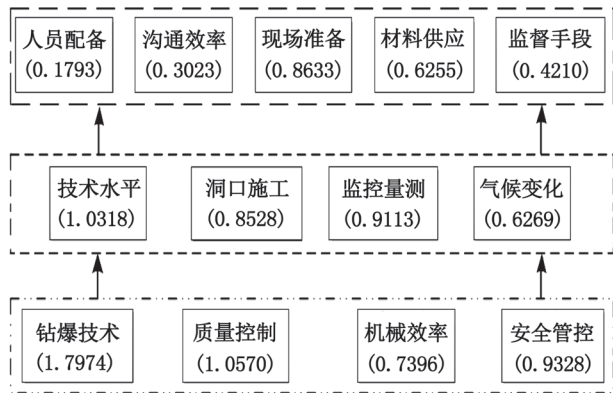 人员配备
(0.1793)
沟通效率
(0.3023)
现场准备
(0.8633)
材料供应
(0.6255)
监督手段
(0.4210)
技术水平
(1.0318)
洞口施工
(0.8528)
监控量测
(0.9113)
气候变化
(0.6269)
钻爆技术
(1.7974)
质量控制
(1.0570)
机械效率
(0.7396)
安全管控
(0.9328)